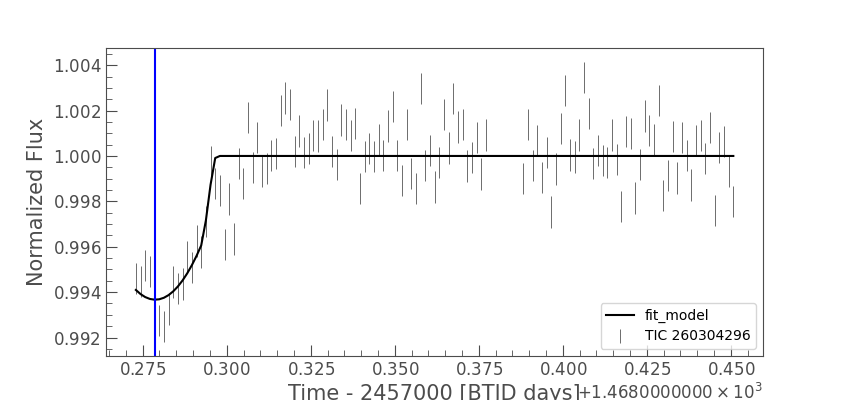 Normalized Flux
1.004
1.002
1.000
0.998
0.996
0.994
0.992
fit_model
TIC 260304296
0.275 0.300 0.325 0.350 0.375 0.400 0.425 0.450
Time - 2457000 [BTJD days]
+1.4680000000 × 10³